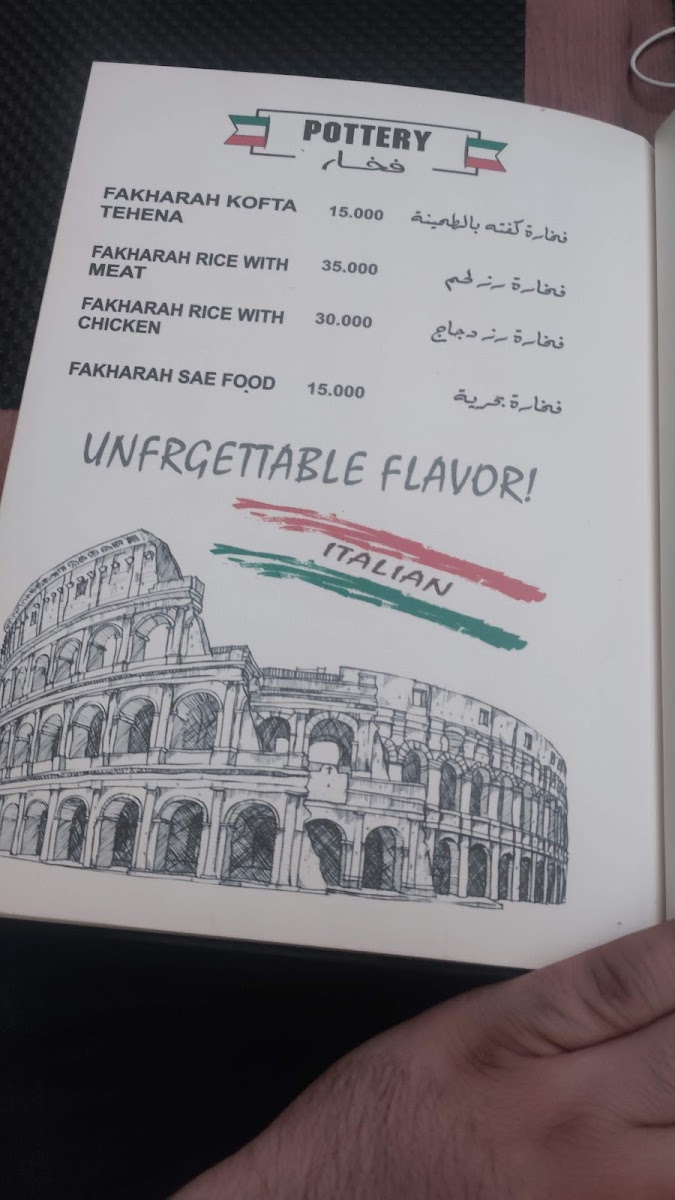 POTTERY
فخار
FAKHARAH KOFTA
TEHENA
15.000
فخارة كفته بالطحينة
FAKHARAH RICE WITH
MEAT
35.000
فخارة رز لحم
FAKHARAH RICE WITH
CHICKEN
30.000
فخارة رز دجاج
FAKHARAH SAE FOOD
15.000
فخارة بحرية
UNFRGETTABLE FLAVOR!
ITALIAN